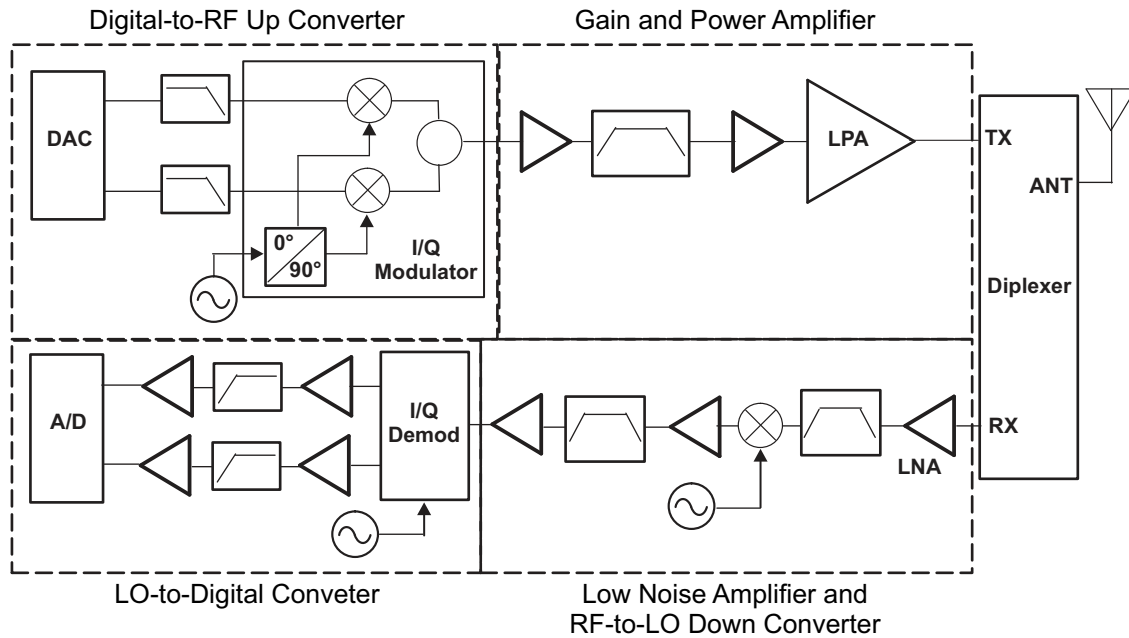 Digital-to-RF Up Converter
Gain and Power Amplifier
DAC
LPA
TX
ANT
0°
90°
I/Q
Modulator
Diplexer
A/D
I/Q
Demod
RX
LNA
LO-to-Digital Conveter
Low Noise Amplifier and
RF-to-LO Down Converter